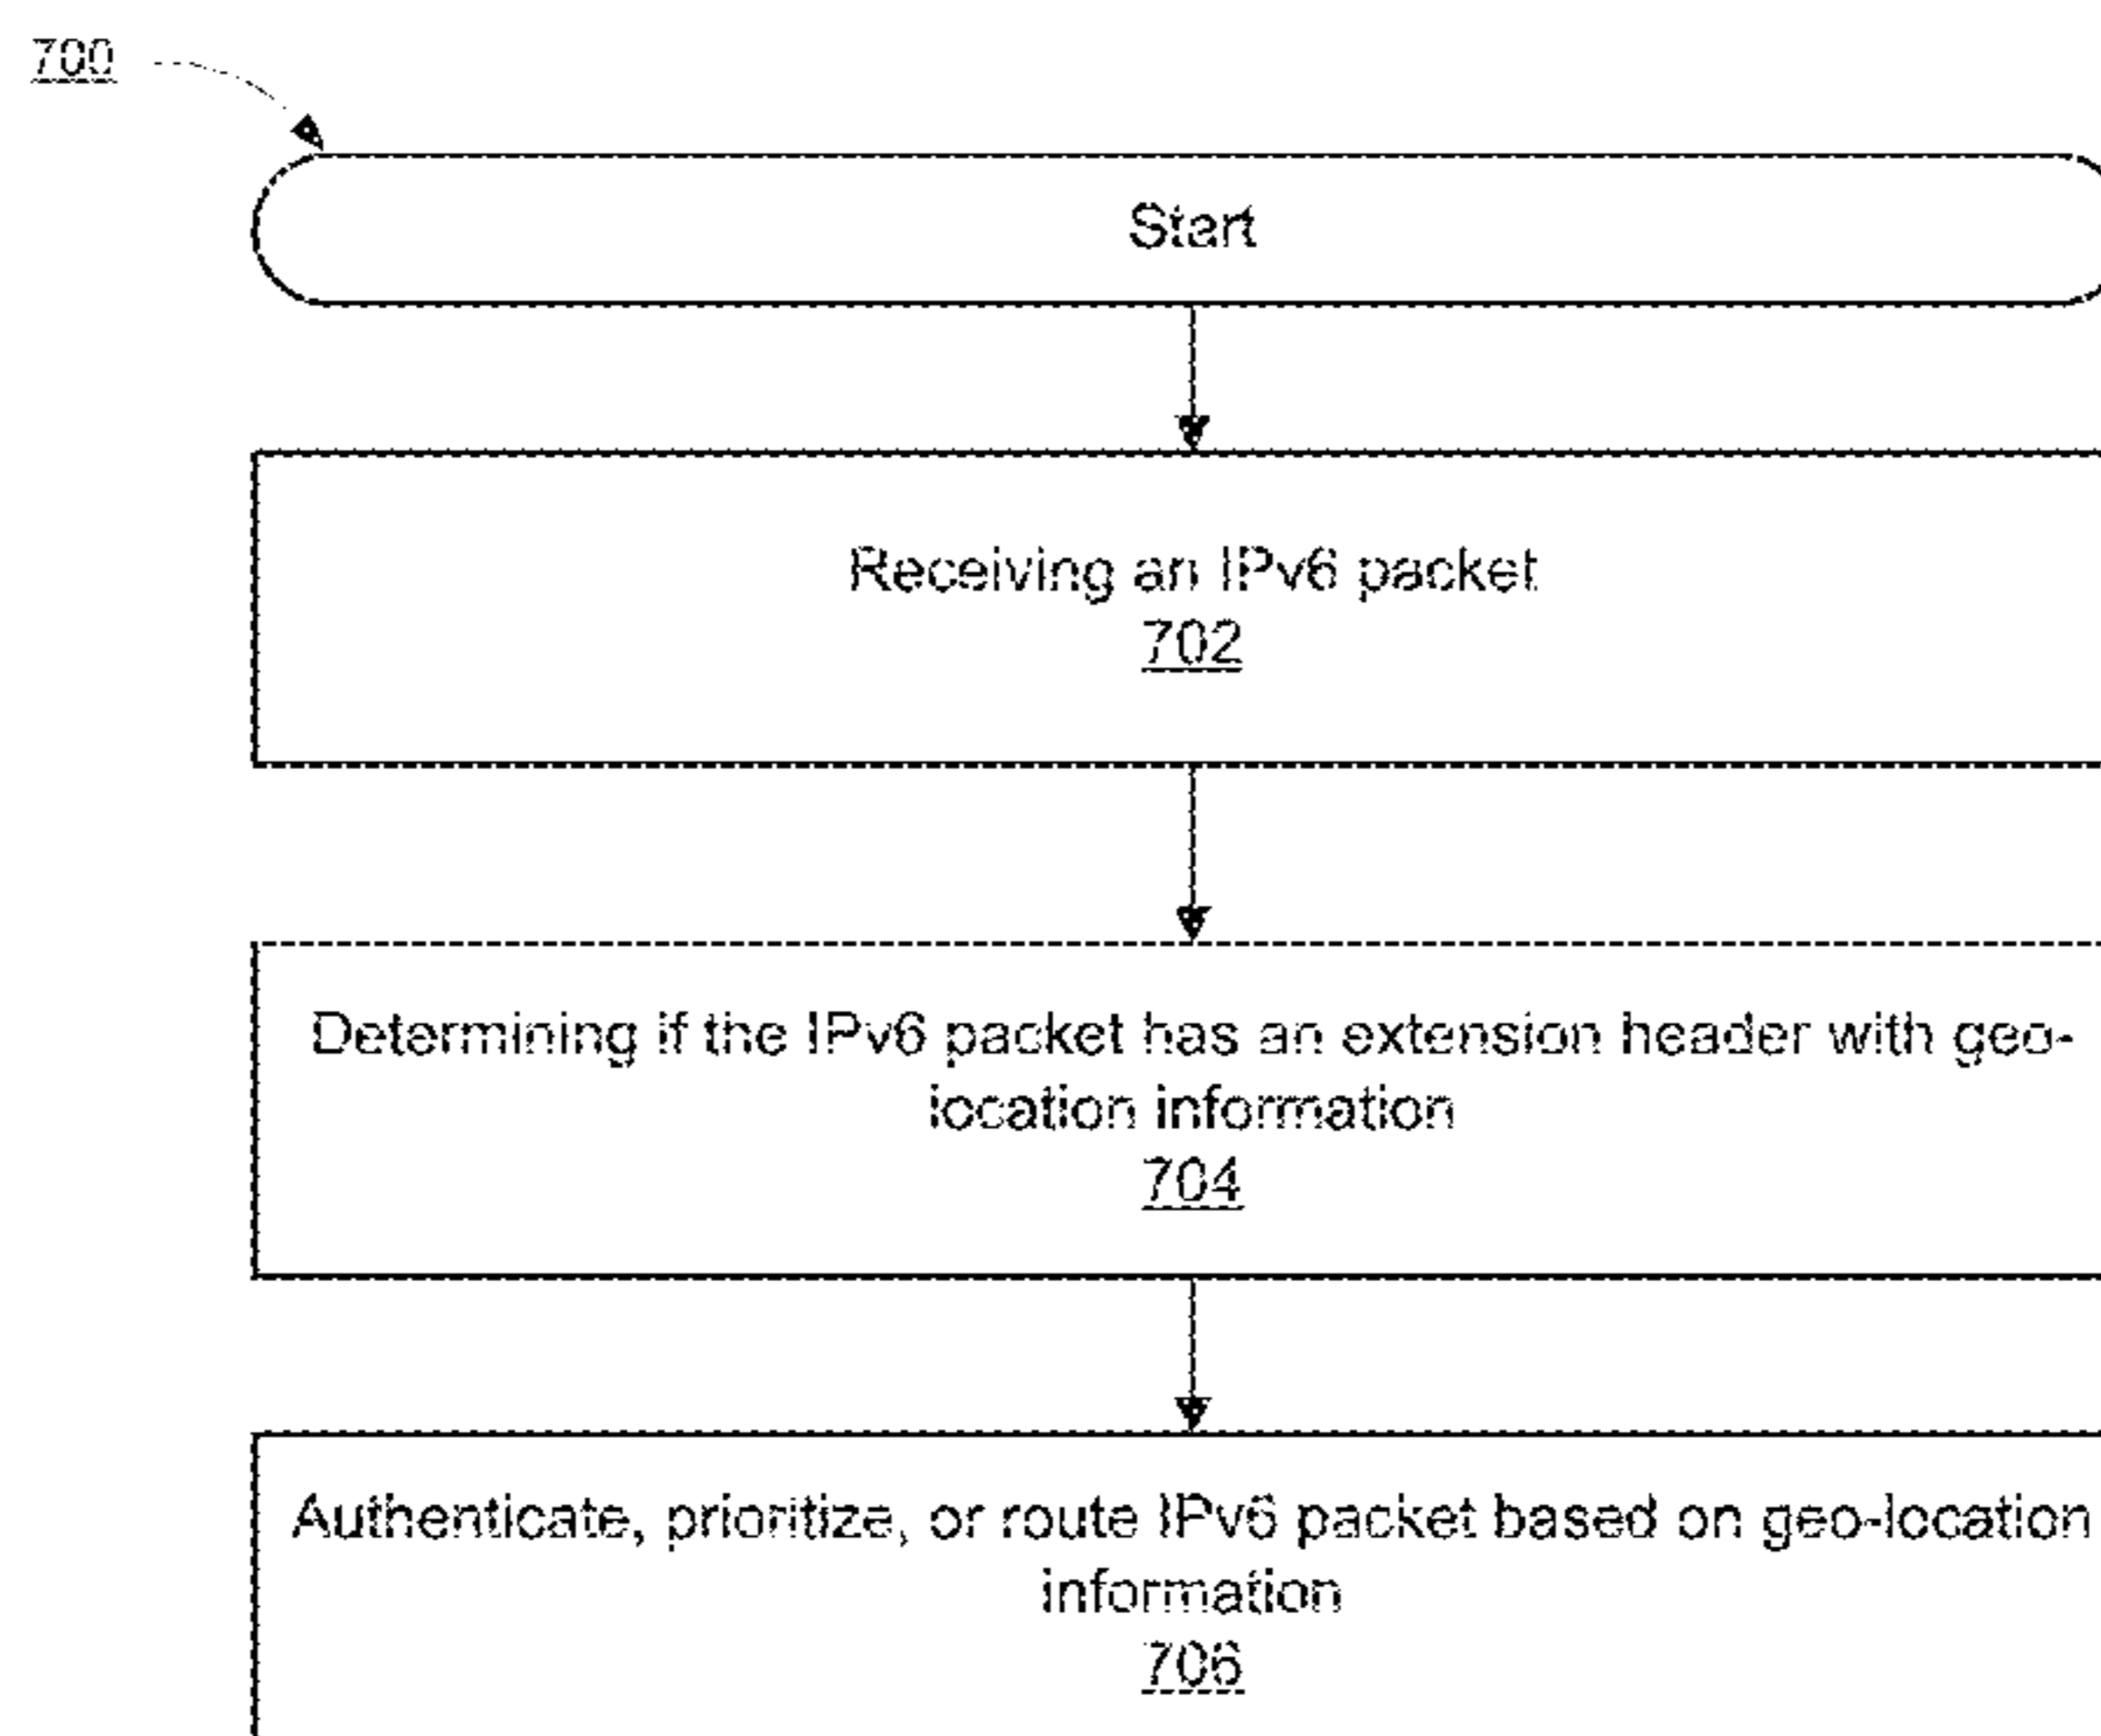 700
Start
Receiving an IPv6 packet
702
Determining if the IPv6 packet has an extension header with geo-
location information
704
Authenticate, prioritize, or route IPv6 packet based on geo-location
information
706